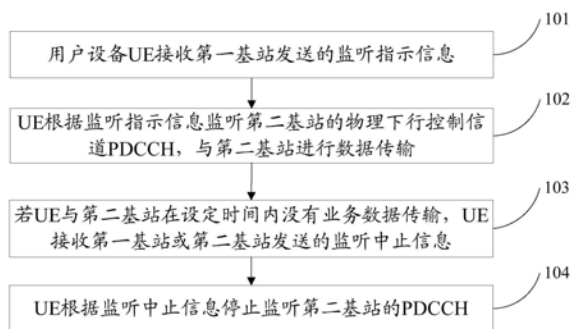 101
用户设备UE接收第一基站发送的监听指示信息
102
UE根据监听指示信息监听第二基站的物理下行控制信
道PDCCH，与第二基站进行数据传输
103
若UE与第二基站在设定时间内没有业务数据传输，UE
接收第一基站或第二基站发送的监听中止信息
104
UE根据监听中止信息停止监听第二基站的PDCCH